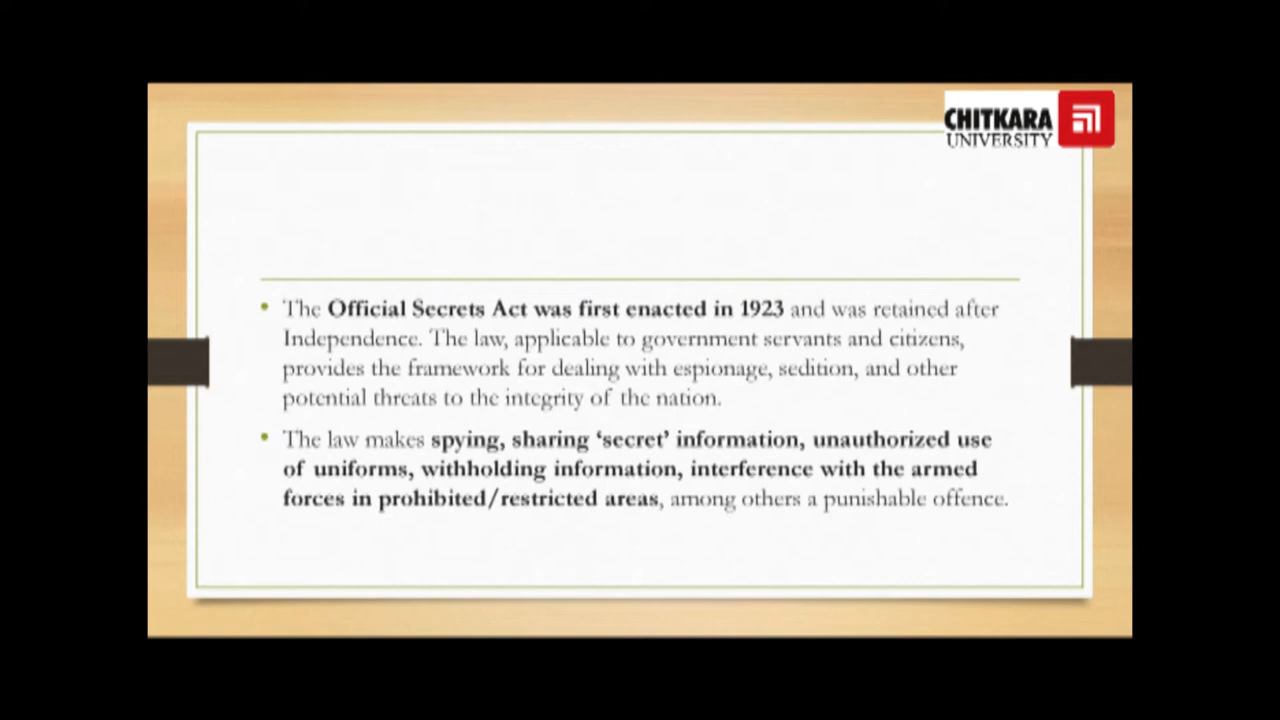 CHITKARA
UNIVERSITY
• The Official Secrets Act was first enacted in 1923 and was retained after
Independence. The law, applicable to government servants and citizens,
provides the framework for dealing with espionage, sedition, and other
potential threats to the integrity of the nation.
• The law makes spying, sharing ‘secret’ information, unauthorized use
of uniforms, withholding information, interference with the armed
forces in prohibited/restricted areas, among others a punishable offence.